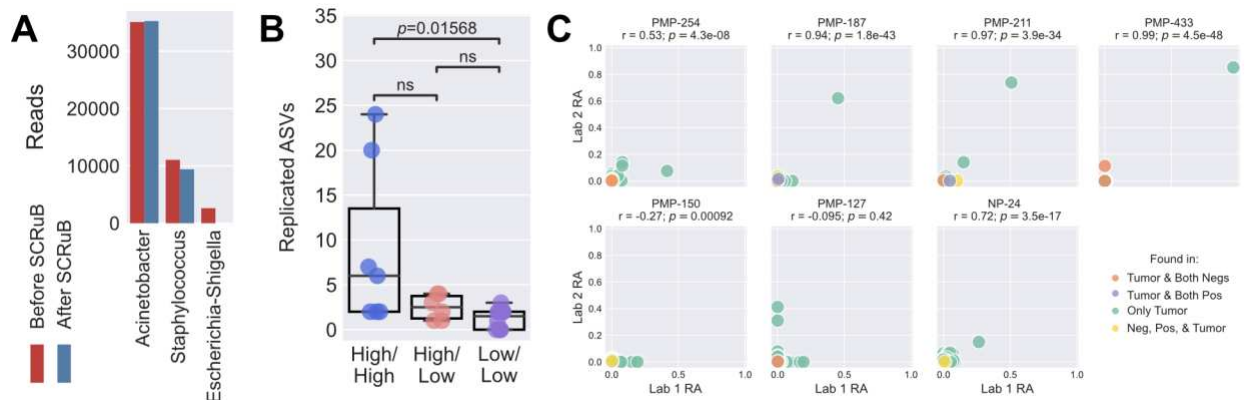 A
Reads
30000
20000
10000
0
Acinetobacter
Staphylococcus
Escherichia-Shigella
Before SCRuB
After SCRuB
B
Replicated ASVs
35
30
25
20
15
10
5
0
p=0.01568
ns
ns
High/
High
High/
Low
Low/
Low
C
PMP-254
r = 0.53; p = 4.3e-08
PMP-187
r = 0.94; p = 1.8e-43
PMP-211
r = 0.97; p = 3.9e-34
PMP-433
r = 0.99; p = 4.5e-48
Lab 2 RA
1.0
0.8
0.6
0.4
0.2
0.0
PMP-150
r = -0.27; p = 0.00092
PMP-127
r = -0.095; p = 0.42
NP-24
r = 0.72; p = 3.5e-17
Lab 2 RA
1.0
0.8
0.6
0.4
0.2
0.0
0.0 0.5 1.0
Lab 1 RA
0.0 0.5 1.0
Lab 1 RA
0.0 0.5 1.0
Lab 1 RA
Found in:
Tumor & Both Negs
Tumor & Both Pos
Only Tumor
Neg, Pos, & Tumor